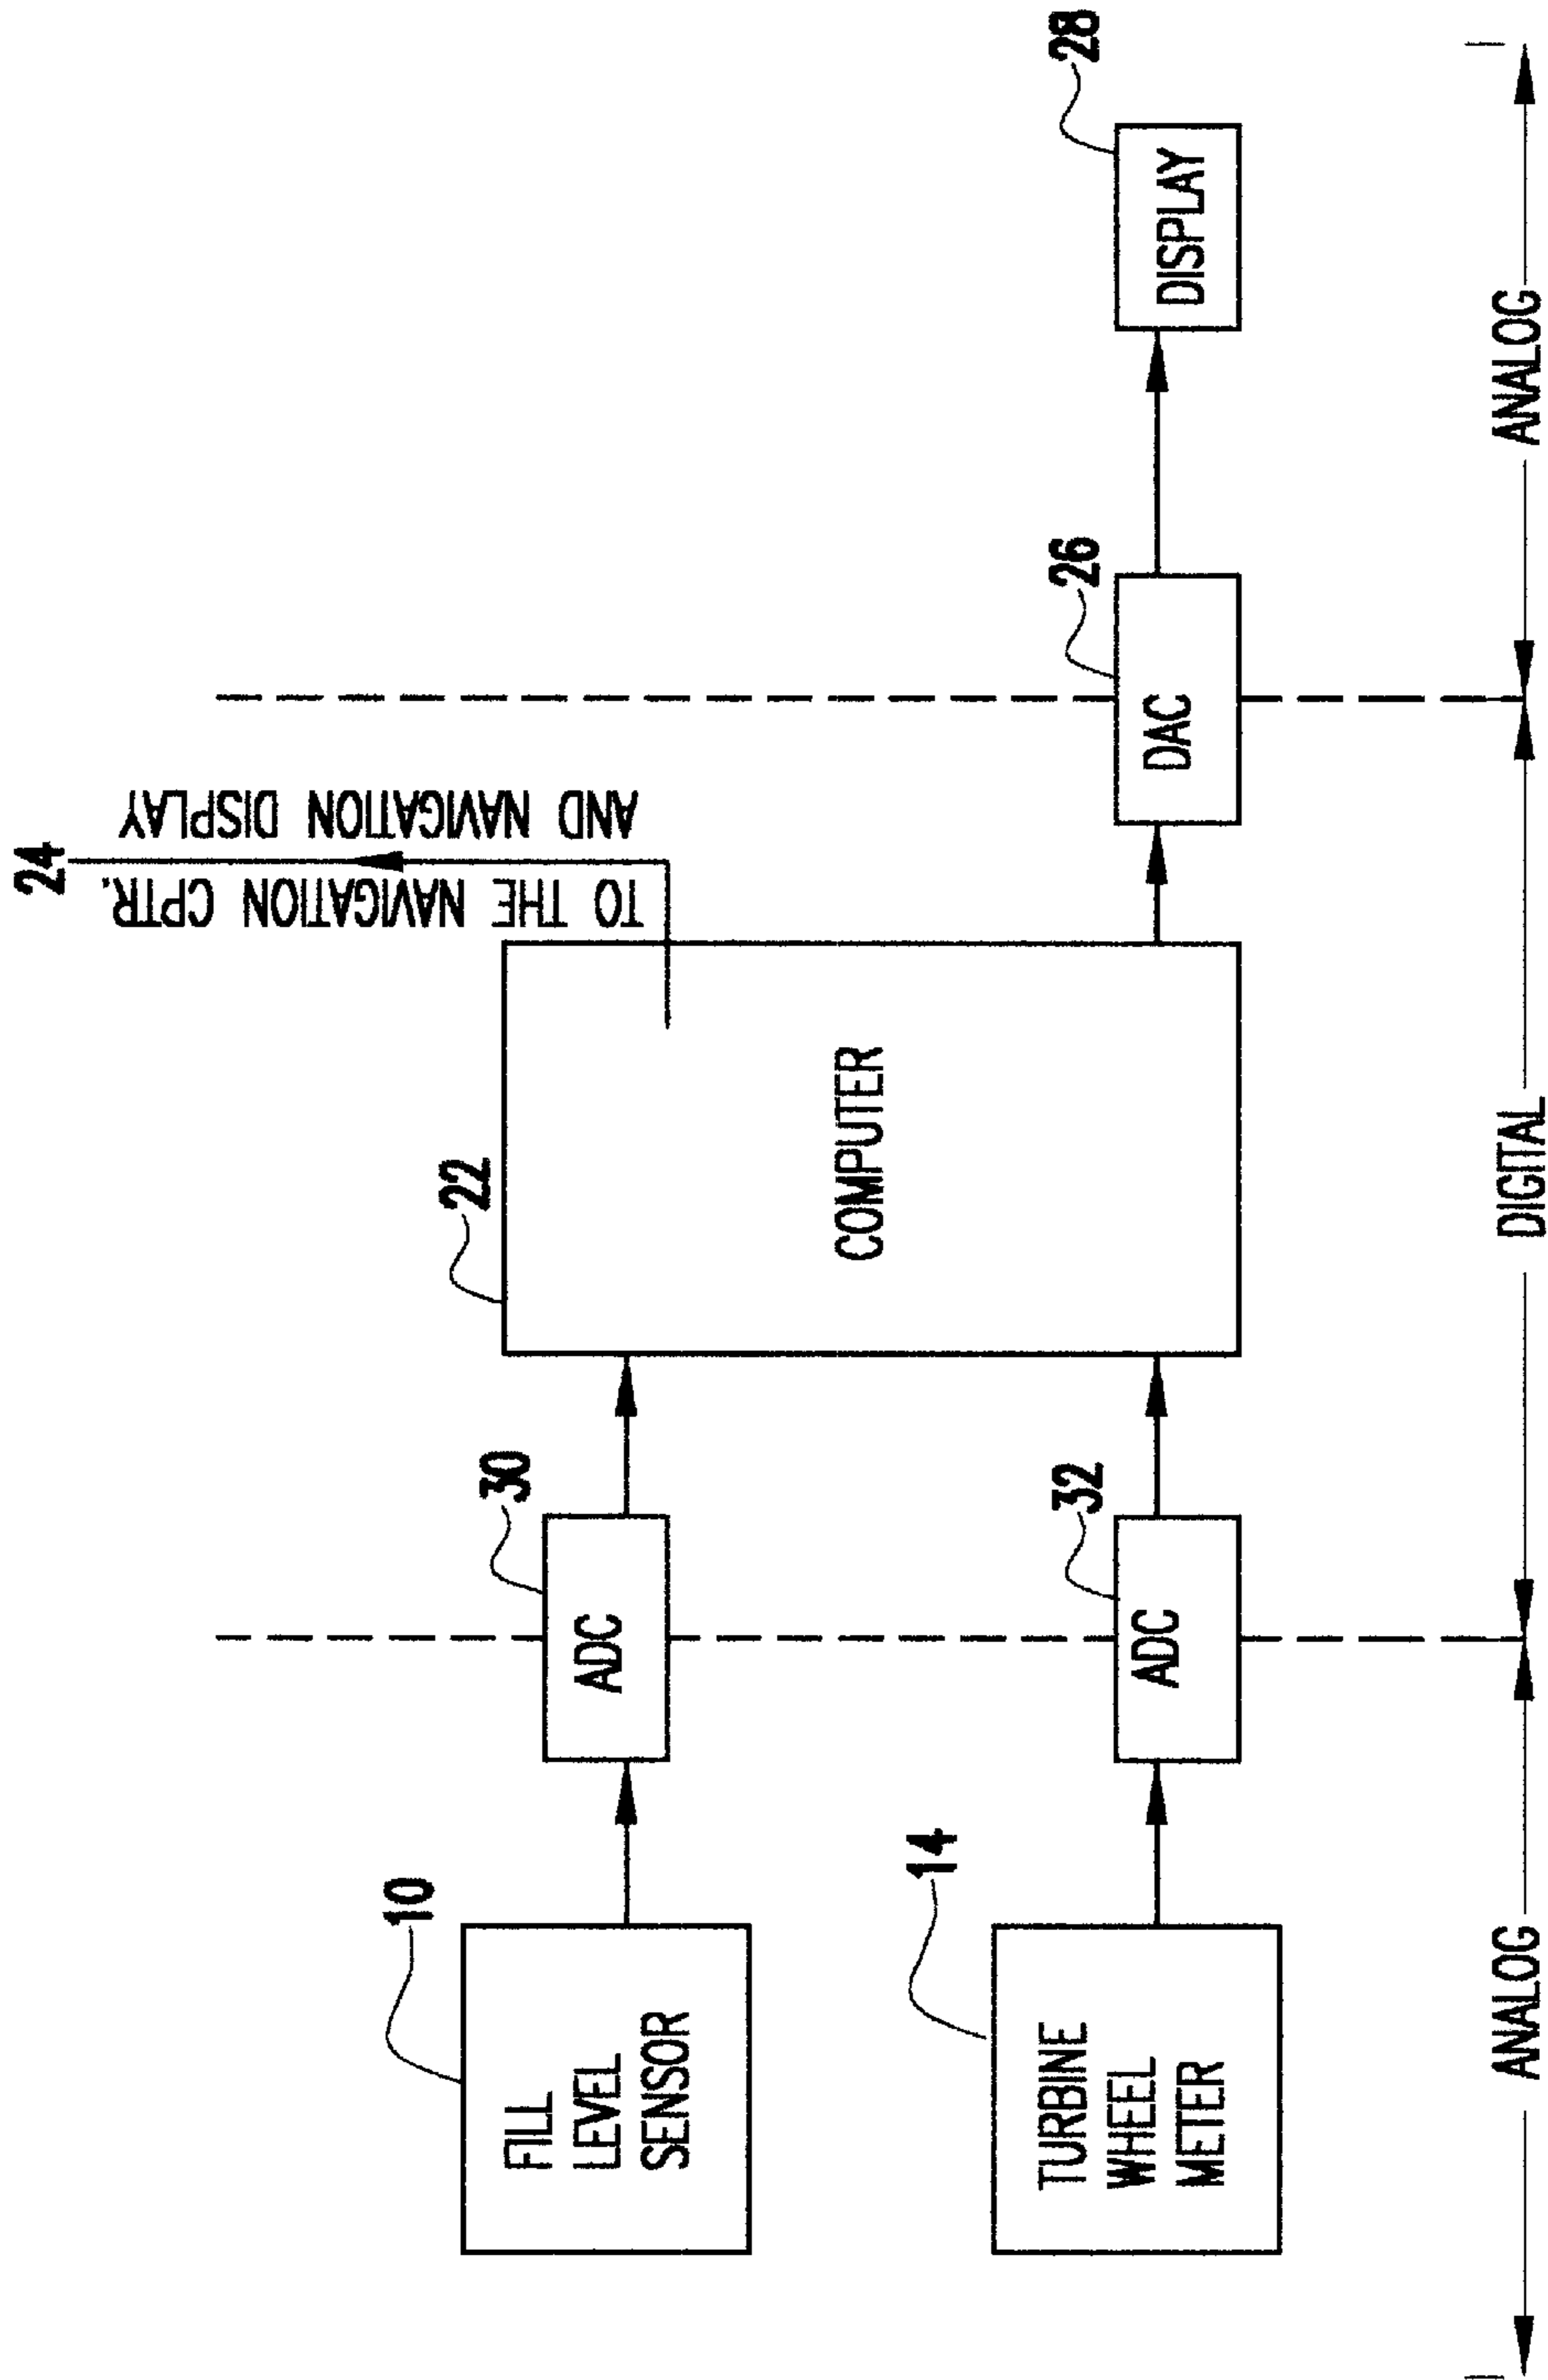 24
TO THE NAVIGATION CPTR.
AND NAVIGATION DISPLAY
10
FILL
LEVEL
SENSOR
30
ADC
22
COMPUTER
14
TURBINE
WHEEL
METER
32
ADC
26
DAC
28
DISPLAY
ANALOG
DIGITAL
ANALOG